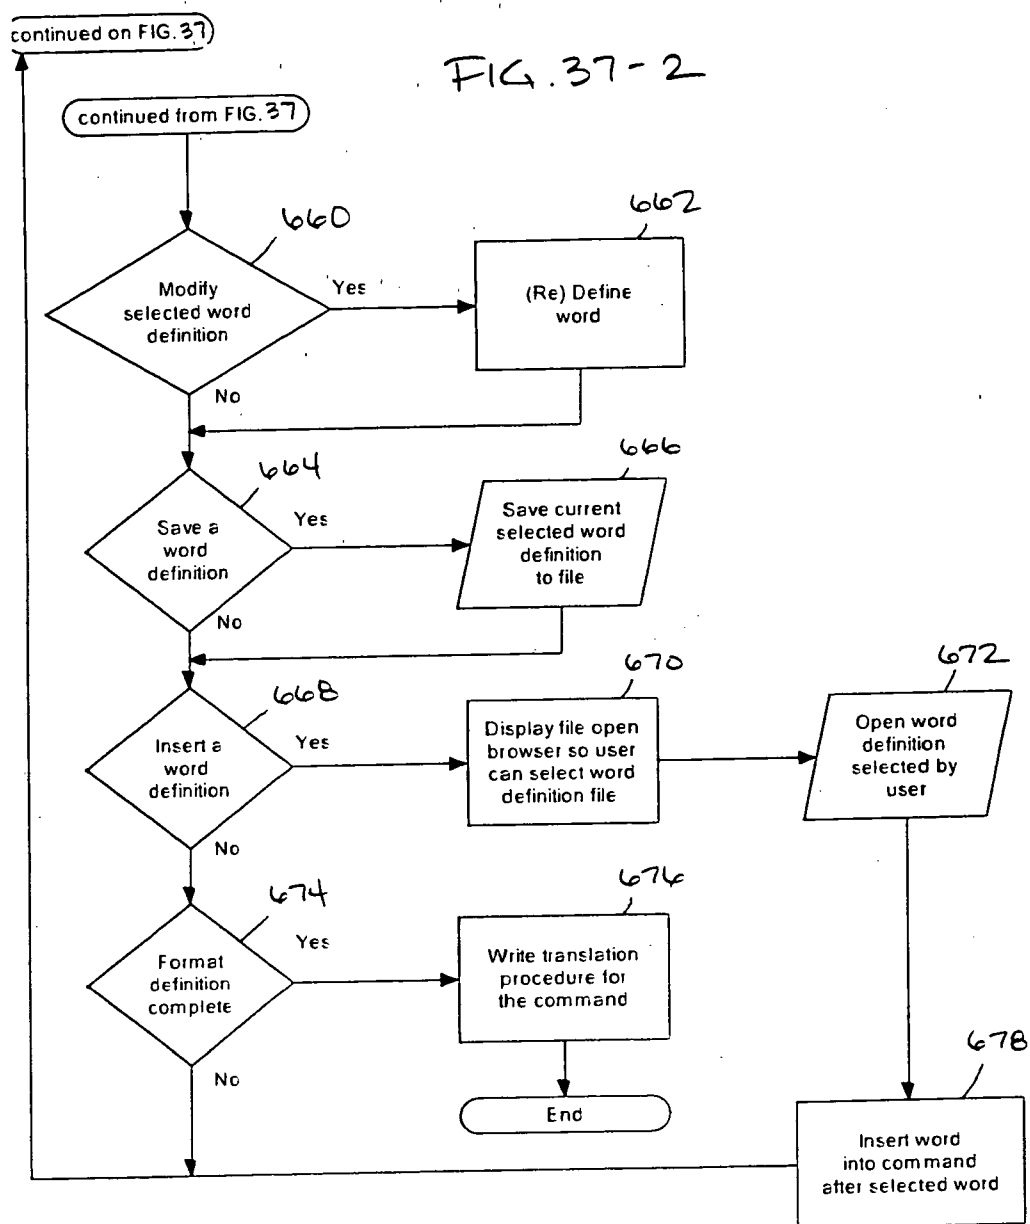 continued on FIG. 37
FIG. 37-2
continued from FIG. 37
660
662
Modify
selected word
definition
Yes
(Re) Define
word
No
664
666
Save a
word
definition
Yes
Save current
selected word
definition
to file
No
668
670
672
Insert a
word
definition
Yes
Display file open
browser so user
can select word
definition file
Open word
definition
selected by
user
No
674
676
Format
definition
complete
Yes
Write translation
procedure for
the command
No
End
678
Insert word
into command
after selected word